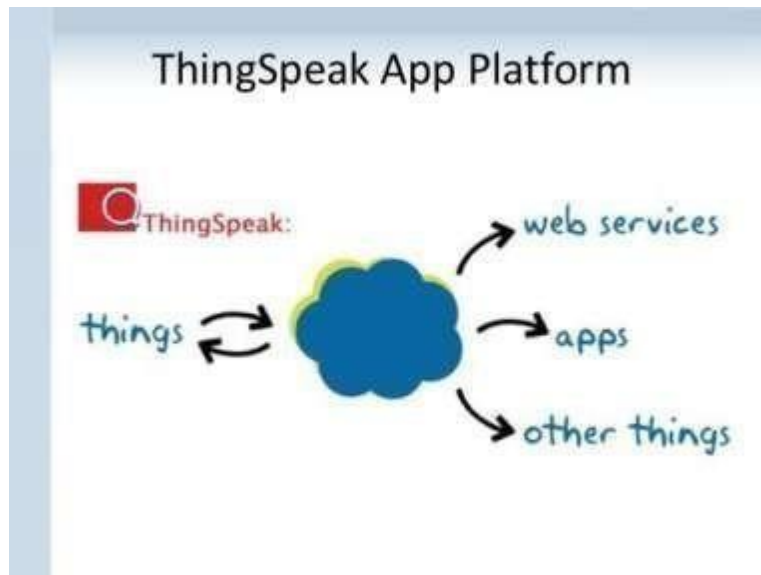 ThingSpeak App Platform
ThingSpeak:
web services
things
apps
other things